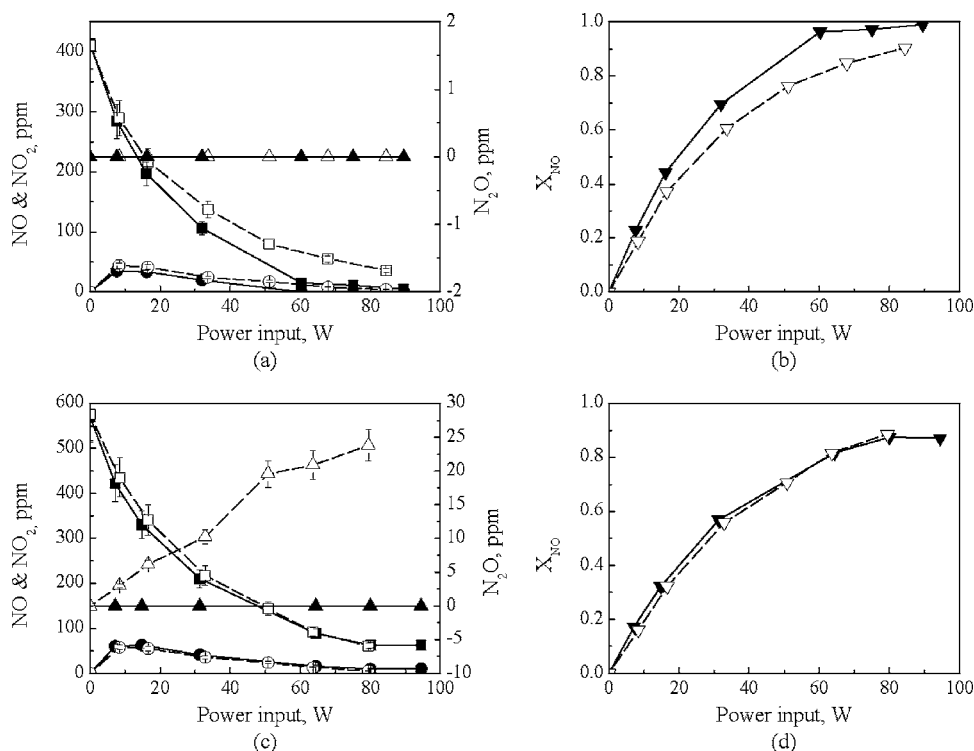 NO & NO2, ppm
400
300
200
100
0
0 20 40 60 80 100
Power input, W
2
1
0
-1
-2
N2O, ppm
(a)
XNO
1.0
0.8
0.6
0.4
0.2
0.0
0 20 40 60 80 100
Power input, W
(b)
NO & NO2, ppm
600
500
400
300
200
100
0
0 20 40 60 80 100
Power input, W
30
25
20
15
10
5
0
-5
-10
N2O, ppm
(c)
XNO
1.0
0.8
0.6
0.4
0.2
0.0
0 20 40 60 80 100
Power input, W
(d)